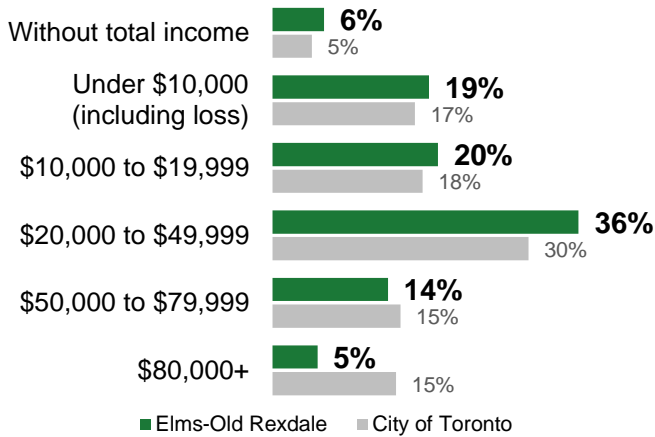 Without total income
6%
5%
Under $10,000
(including loss)
19%
17%
$10,000 to $19,999
20%
18%
$20,000 to $49,999
36%
30%
$50,000 to $79,999
14%
15%
$80,000+
5%
15%
Elms-Old Rexdale City of Toronto